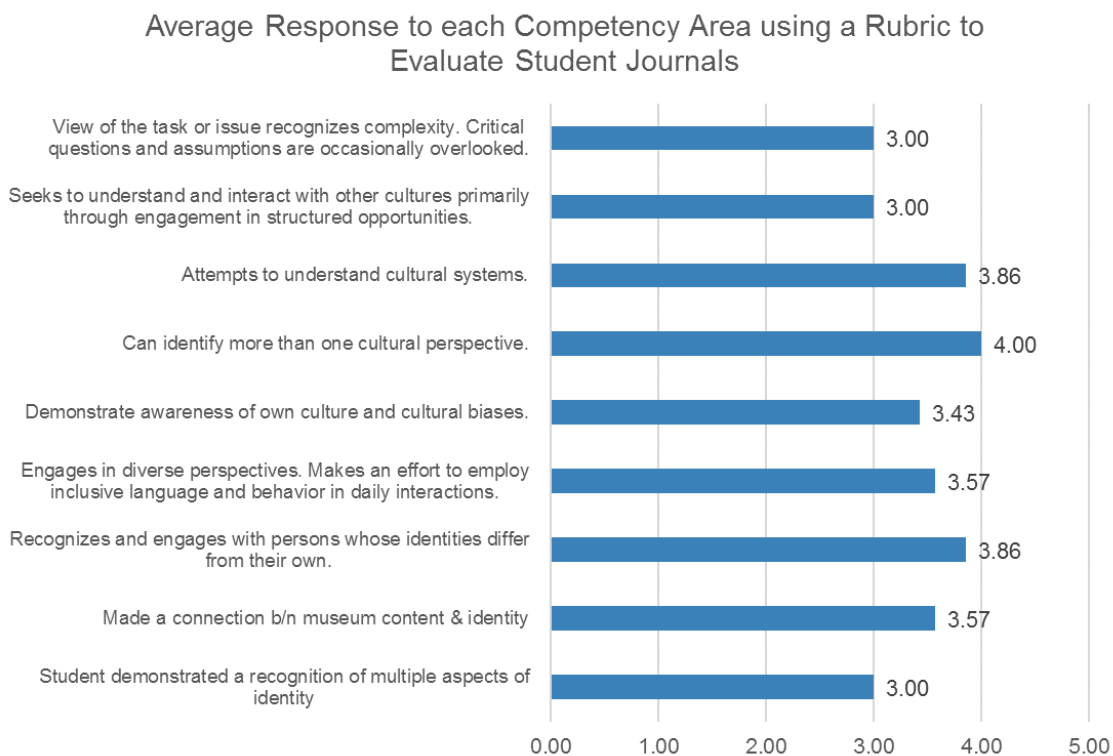 Average Response to each Competency Area using a Rubric to
Evaluate Student Journals
View of the task or issue recognizes complexity. Critical
questions and assumptions are occasionally overlooked.
3.00
Seeks to understand and interact with other cultures primarily
through engagement in structured opportunities.
3.00
Attempts to understand cultural systems.
3.86
Can identify more than one cultural perspective.
4.00
Demonstrate awareness of own culture and cultural biases.
3.43
Engages in diverse perspectives. Makes an effort to employ
inclusive language and behavior in daily interactions.
3.57
Recognizes and engages with persons whose identities differ
from their own.
3.86
Made a connection b/n museum content & identity
3.57
Student demonstrated a recognition of multiple aspects of
identity
3.00
0.00 1.00 2.00 3.00 4.00 5.00